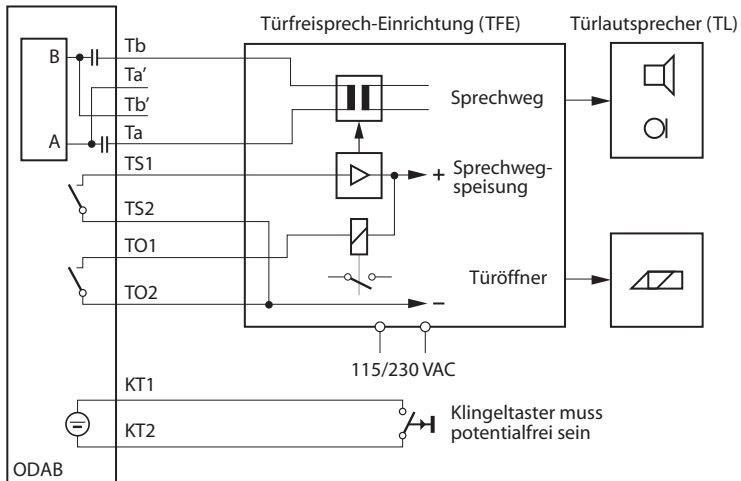 Türfreisprech-Einrichtung (TFE)
Türlautsprecher (TL)
B
A
Tb
Ta’
Tb’
Ta
TS1
TS2
TO1
TO2
KT1
KT2
ODAB
Sprechweg
+ Sprechweg-
speisung
Türöffner
−
115/230 VAC
Klingeltaster muss
potentialfrei sein